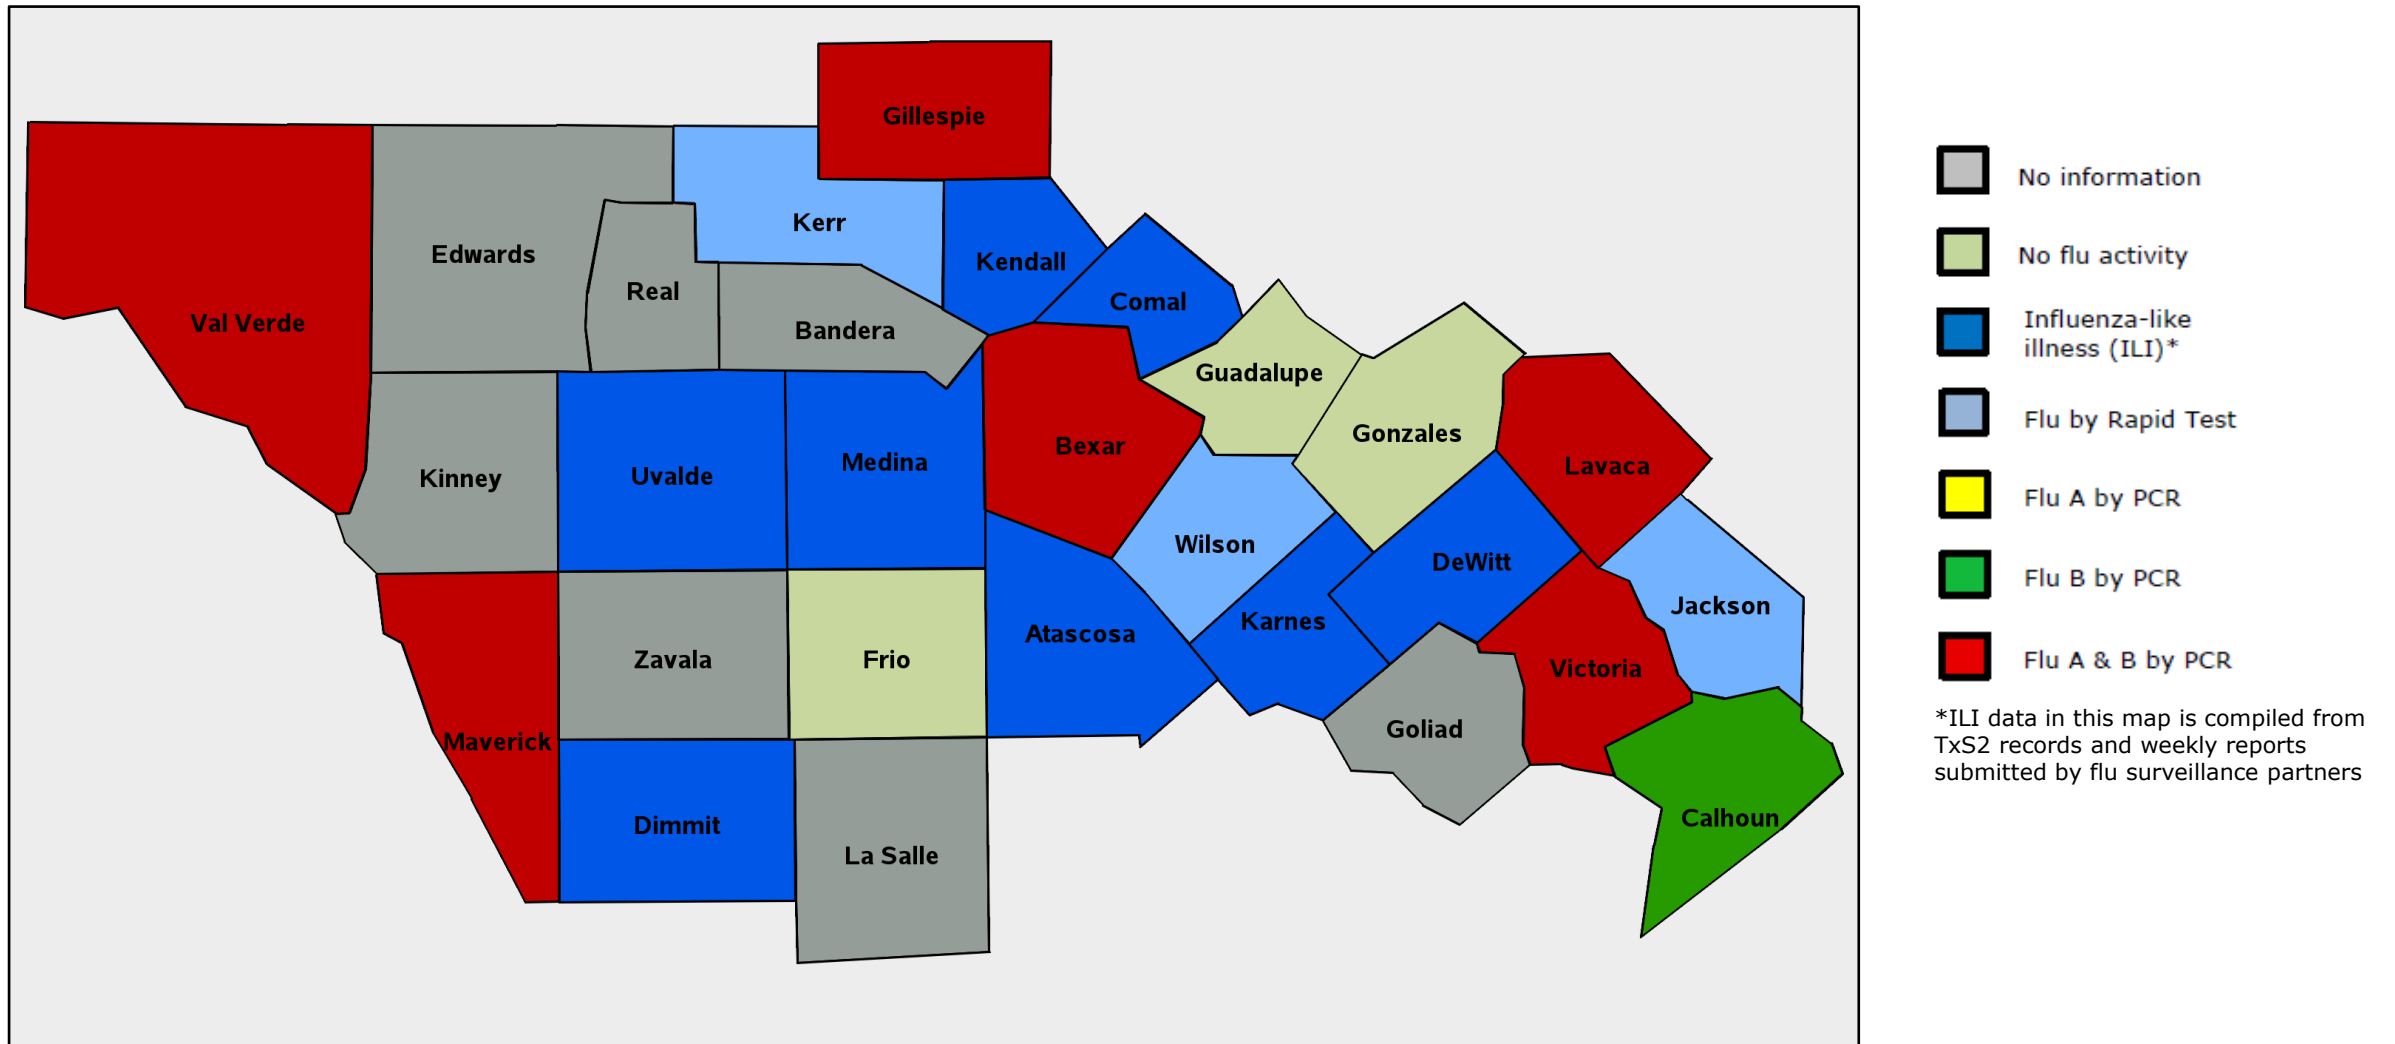 Gillespie
Kerr
Edwards
Kendall
Real
Comal
Val Verde
Bandera
Guadalupe
Gonzales
Bexar
Medina
Lavaca
Uvalde
Kinney
Wilson
DeWitt
Jackson
Karnes
Atascosa
Zavala
Frio
Victoria
Goliad
Maverick
Calhoun
Dimmit
La Salle
No information
No flu activity
Influenza-like
illness (ILI)*
Flu by Rapid Test
Flu A by PCR
Flu B by PCR
Flu A & B by PCR
*ILI data in this map is compiled from
TxS2 records and weekly reports
submitted by flu surveillance partners